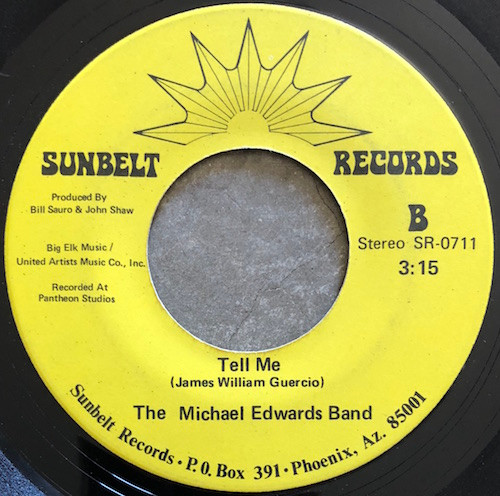 SUNBELT RECORDS
Produced By
Bill Sauro & John Shaw
Big Elk Music /
United Artists Music Co., Inc.
Recorded At
Pantheon Studios
B
Stereo SR-0711
3:15
Tell Me
(James William Guercio)
The Michael Edwards Band
Sunbelt Records · P.O. Box 391 · Phoenix, Az. 85001